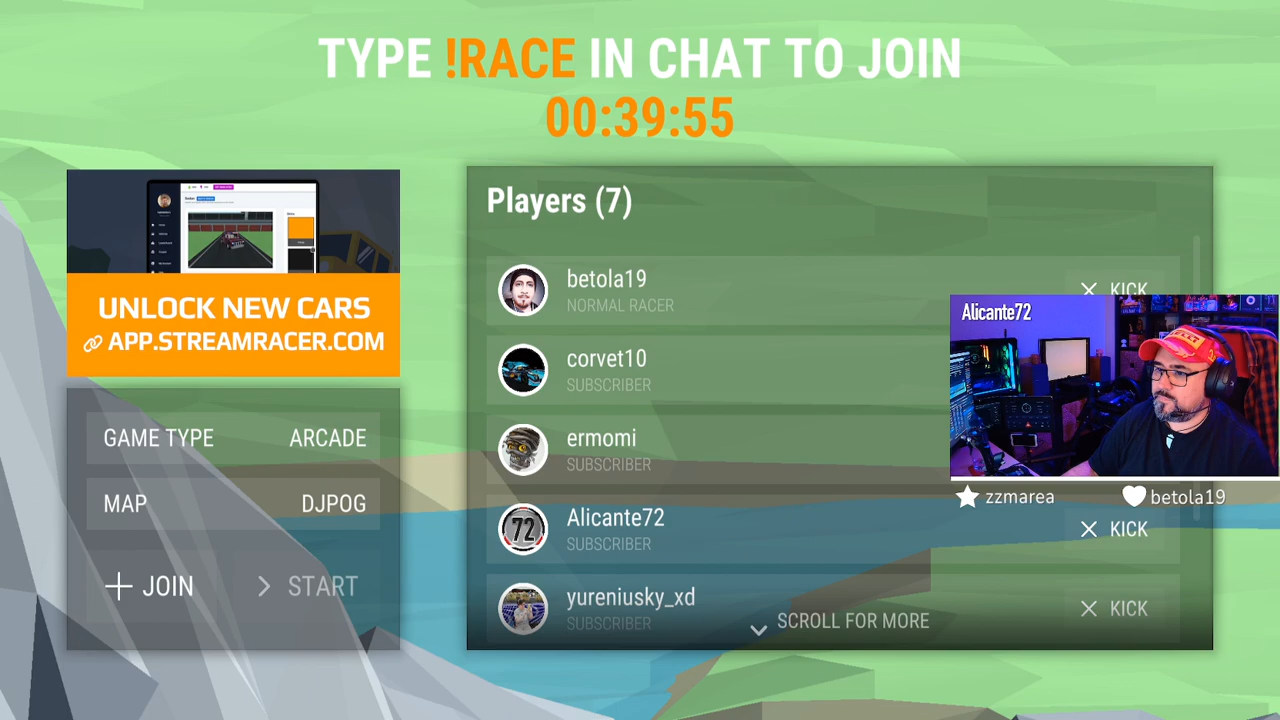 TYPE !RACE IN CHAT TO JOIN
00:39:55
UNLOCK NEW CARS
APP.STREAMRACER.COM
GAME TYPE ARCADE
MAP DJPOG
JOIN START
Players (7)
betola19
NORMAL RACER
KICK
corvet10
SUBSCRIBER
ermomi
SUBSCRIBER
Alicante72
SUBSCRIBER
KICK
72
yureniusky_xd
SUBSCRIBER
KICK
SCROLL FOR MORE
Alicante72
zzmarea
betola19